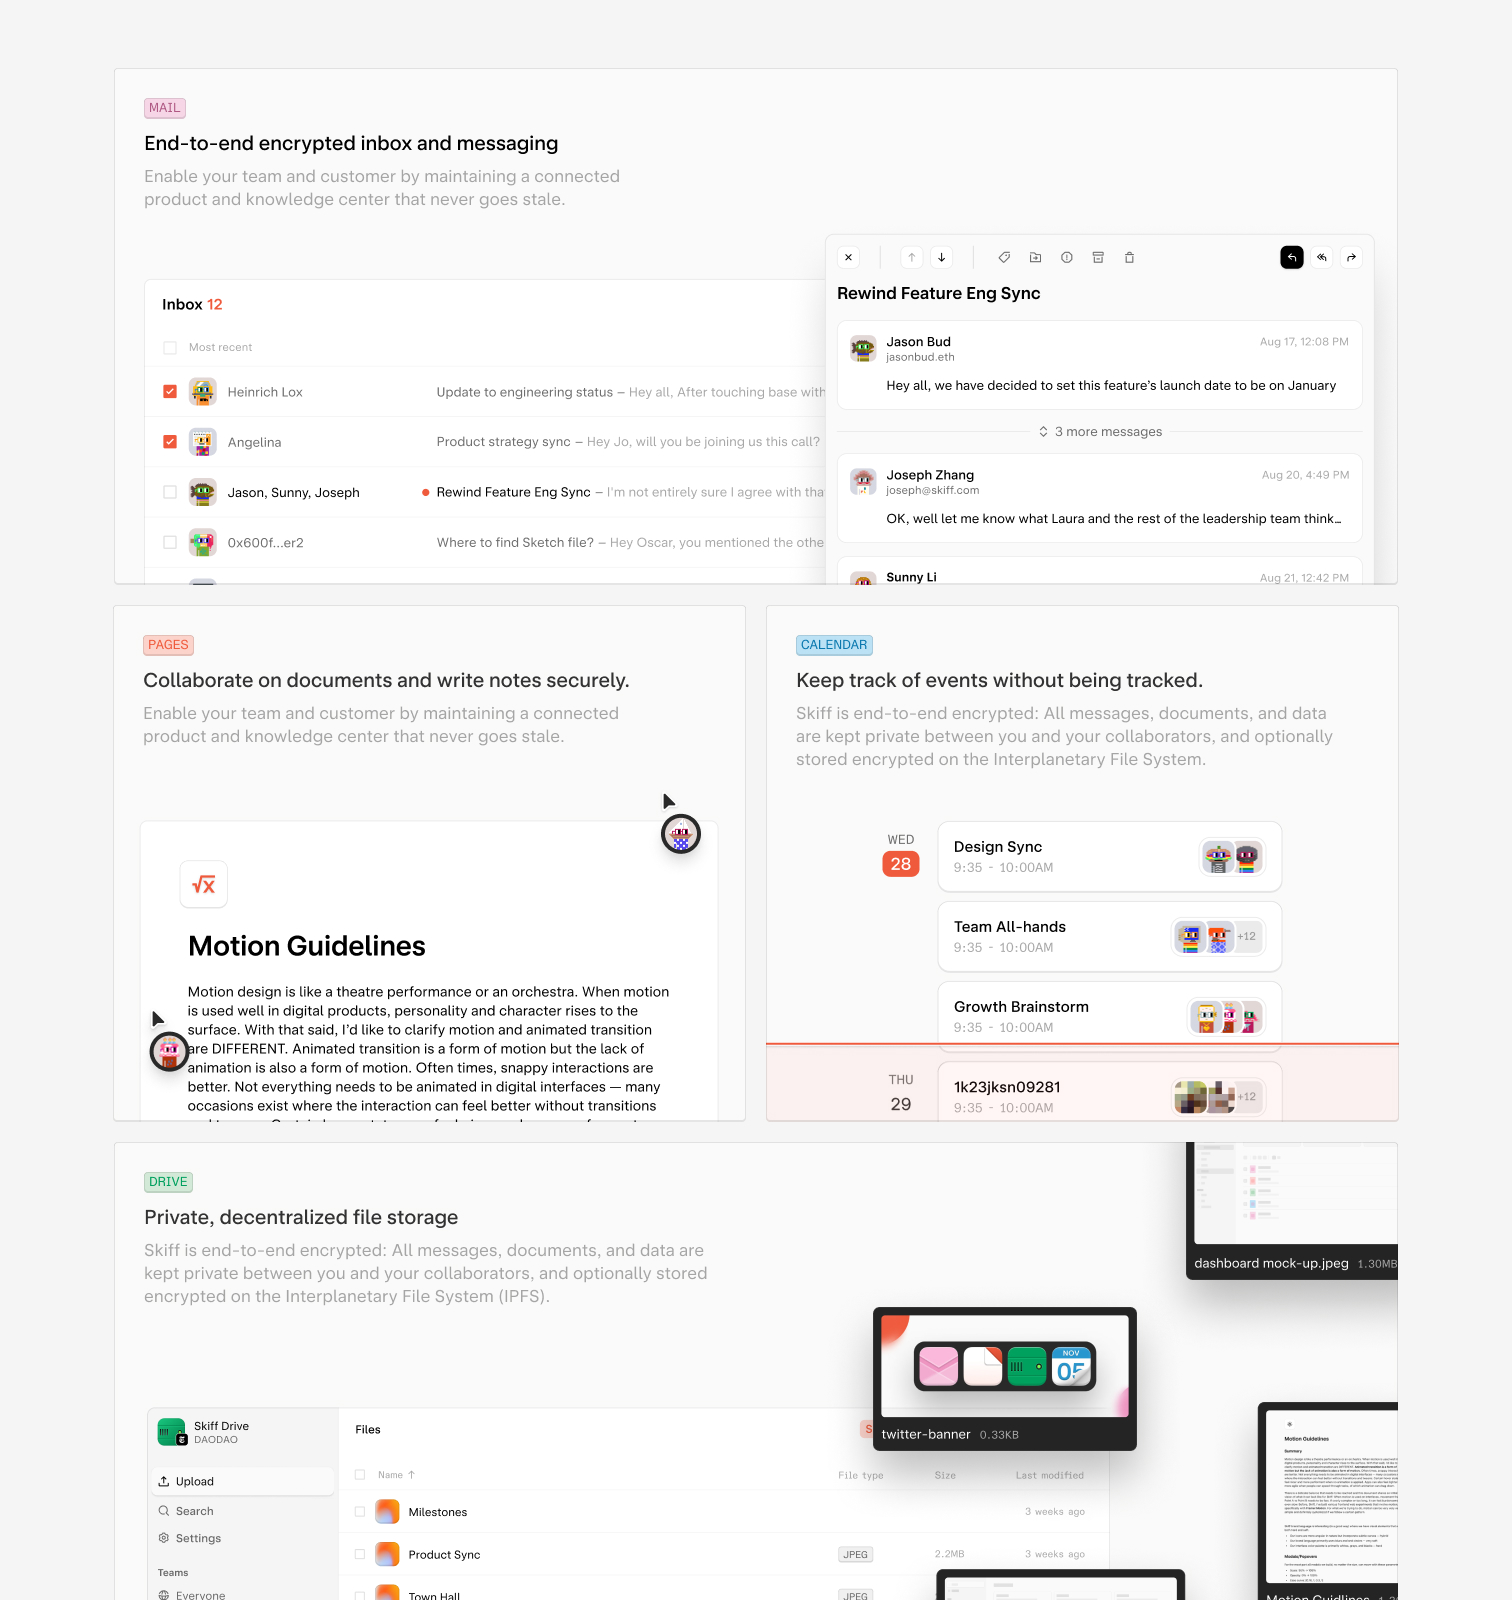 MAIL
End-to-end encrypted inbox and messaging
Enable your team and customer by maintaining a connected
product and knowledge center that never goes stale.
Inbox 12
Most recent
Heinrich Lox
Update to engineering status – Hey all, After touching base with
Angelina
Product strategy sync – Hey Jo, will you be joining us this call?
Jason, Sunny, Joseph
Rewind Feature Eng Sync – I'm not entirely sure I agree with tha
0x600f...er2
Where to find Sketch file? – Hey Oscar, you mentioned the othe
Rewind Feature Eng Sync
Jason Bud
Aug 17, 12:08 PM
jasonbud.eth
Hey all, we have decided to set this feature's launch date to be on January
3 more messages
Joseph Zhang
Aug 20, 4:49 PM
joseph@skiff.com
OK, well let me know what Laura and the rest of the leadership team think...
Sunny Li
Aug 21, 12:42 PM
PAGES
Collaborate on documents and write notes securely.
Enable your team and customer by maintaining a connected
product and knowledge center that never goes stale.
√x
Motion Guidelines
Motion design is like a theatre performance or an orchestra. When motion
is used well in digital products, personality and character rises to the
surface. With that said, I'd like to clarify motion and animated transition
are DIFFERENT. Animated transition is a form of motion but the lack of
animation is also a form of motion. Often times, snappy interactions are
better. Not everything needs to be animated in digital interfaces — many
occasions exist where the interaction can feel better without transitions
CALENDAR
Keep track of events without being tracked.
Skiff is end-to-end encrypted: All messages, documents, and data
are kept private between you and your collaborators, and optionally
stored encrypted on the Interplanetary File System.
WED
28
Design Sync
9:35 - 10:00AM
Team All-hands
9:35 - 10:00AM
+12
Growth Brainstorm
9:35 - 10:00AM
THU
29
1k23jksn09281
9:35 - 10:00AM
+12
DRIVE
Private, decentralized file storage
Skiff is end-to-end encrypted: All messages, documents, and data are
kept private between you and your collaborators, and optionally stored
encrypted on the Interplanetary File System (IPFS).
dashboard mock-up.jpeg 1.30MB
NOV
05
twitter-banner 0.33KB
Skiff Drive
DAODAO
Upload
Search
Settings
Teams
Everyone
Files
S
Name ↑
File type
Size
Last modified
Milestones
3 weeks ago
Product Sync
JPEG
2.2MB
3 weeks ago
Town Hall
JPEG
Motion Guidelines
Summary
Modals/Popovers
Motion Guidlines